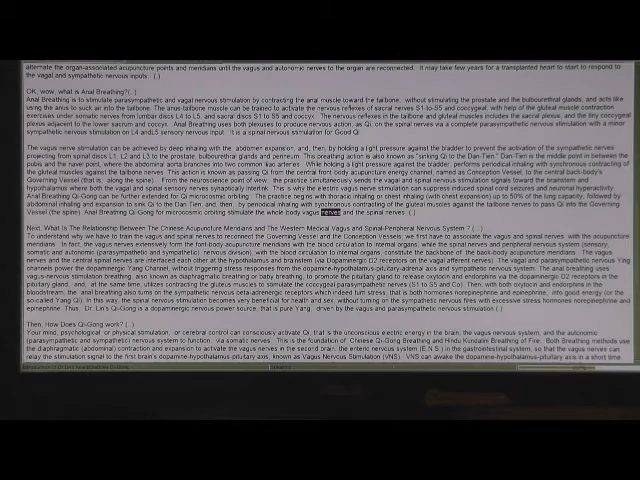 alternate the organ-associated acupuncture points and meridians until the vagus and autonomic nerves to the organ are reconnected. It may take few years for a transplanted heart to start to respond to
the vagal and sympathetic nervous inputs. (.)
OK, wow, what is Anal Breathing?(..)
Anal Breathing is to stimulate parasympathetic and vagal nervous stimulation by contracting the anal muscle toward the tailbone, without stimulating the prostate and the bulbourethral glands, and acts like
using the anus to suck air into the tailbone. The anus-tailbone muscle can be trained to activate the nervous reflexes of sacral nerves S1-to-S5 and coccygeal, with help of the gluteal muscle contraction
exercises under somatic nerves from lumbar discs L4 to L5, and sacral discs S1 to S5 and coccyx. The nervous reflexes in the tailbone and gluteal muscles includes the sacral plexus, and the tiny coccygeal
plexus adjacent to the lower sacrum and coccyx. Anal Breathing uses both plexuses to produce nervous action, as Qi, on the spinal nerves via a complete parasympathetic nervous stimulation with a minor
sympathetic nervous stimulation on L4 andL5 sensory nervous input. It is a spinal nervous stimulation for Good Qi.
The vagus nerve stimulation can be achieved by deep inhaling with the abdomen expansion, and, then, by holding a light pressure against the bladder to prevent the activation of the sympathetic nerves
projecting from spinal discs L1, L2 and L3 to the prostate, bulbourethral glands and perineum. This breathing action is also known as "sinking Qi to the Dan-Tien." Dan-Tien is the middle point in between the
pubis and the navel point, where the abdominal aorta branches into two common iliac arteries. While holding a light pressure against the bladder, performs periodical inhaling with synchronous contracting of
the gluteal muscles against the tailbone nerves. This action is known as passing Qi from the central front body acupuncture energy channel, named as Conception Vessel, to the central back-body's
Governing Vessel (that is, along the spine). From the neuroscience point of view, the practice simultaneously sends the vagal and spinal nervous stimulation signals toward the brainstem and
hypothalamus where both the vagal and spinal sensory nerves synaptically interlink. This is why the electric vagus nerve stimulation can suppress induced spinal cord seizures and neuronal hyperactivity.
Anal Breathing Qi-Gong can be further extended for Qi microcosmic orbiting. The practice begins with thoracic inhaling or chest inhaling (with chest expansion) up to 50% of the lung capacity, followed by
abdominal inhaling and expansion to sink Qi to the Dan Tien, and, then, by periodical inhaling with synchronous contracting of the gluteal muscles against the tailbone nerves to pass Qi into the Governing
Vessel (the spine). Anal Breathing Qi-Gong for microcosmic orbiting stimulate the whole-body vagus nerves and the spinal nerves. (.)
Next, What Is The Relationship Between The Chinese Acupuncture Meridians and The Western Medical Vagus and Spinal-Peripheral Nervous System ? (..)
To understand why we have to train the vagus and spinal nerves to reconnect the Governing Vessel and the Conception Vessels, we first have to associate the vagus and spinal nerves with the acupuncture
meridians. In fact, the vagus nerves extensively form the font-body acupuncture meridians with the blood circulation to internal organs, while the spinal nerves and peripheral nervous system (sensory,
somatic and autonomic (parasympathetic and sympathetic) nervous division), with the blood circulation to internal organs, constitute the backbone of the back-body acupuncture meridians. The vagus
nerves and the central spinal nerves are interfaced each other at the hypothalamus and brainstem (via Dopaminergic D2 receptors on the vagal afferent nerves). The vagus and parasympathetic nervous Yang
channels power the dopaminergic Yang Channel, without triggering stress responses from the dopamine-hypothalamus-pituitary-adrenal axis and sympathetic nervous system. The anal breathing uses
vagus-nerve stimulation, associated with the diaphragmatic/abdominal breathing or belly-breathing, to promote the pituitary gland to release oxytocin and endorphin via the dopaminergic D2 receptors in the
pituitary gland, and, at the same time, utilizes contracting the gluteus muscles to stimulate the coccygeal parasympathetic nerves (S1 to S5 and Co). Then, with both oxytocin and endorphins in the
bloodstream, the anal breathing also turns on the sympathetic nervous beta-adrenergic receptors which indeed turn stress, that is both hormones norepinephrine and epinephrine, into good energy (or the
so-called Yang Qi). In this way, the spinal nervous stimulation becomes very beneficial for health and sex, without turning on the sympathetic nervous fires with excessive stress hormones norepinephrine and
epinephrine. Thus, Dr. Lin's Qi-Gong is a dopaminergic nervous power source, that is pure Yang, driven by the vagus and parasympathetic nervous stimulation.(.)
Then, How Does Qi-Gong work? (..)
Your mind, psychological or physical stimulation, or cerebral control can consciously activate Qi, that is the unconscious electric energy in the brain, the vagus nervous system, and the autonomic
(parasympathetic and sympathetic) nervous system to function, via somatic nerves. This is the foundation of Chinese Qi-Gong Breathing and Hindu Kundalini Breathing of Fire. Both Breathing methods use
the diaphragmatic (abdominal) contraction and expansion to activate the vagus nerves in the second brain, the enteric nervous system (E.N.S.) in the gastrointestinal system, so that the vagus nerves can
relay the stimulation signal to the first brain's dopamine-hypothalamus-pituitary axis, known as Vagus Nerve Stimulation (VNS). VNS can awake the dopamine-hypothalamus-pituitary axis in a short time